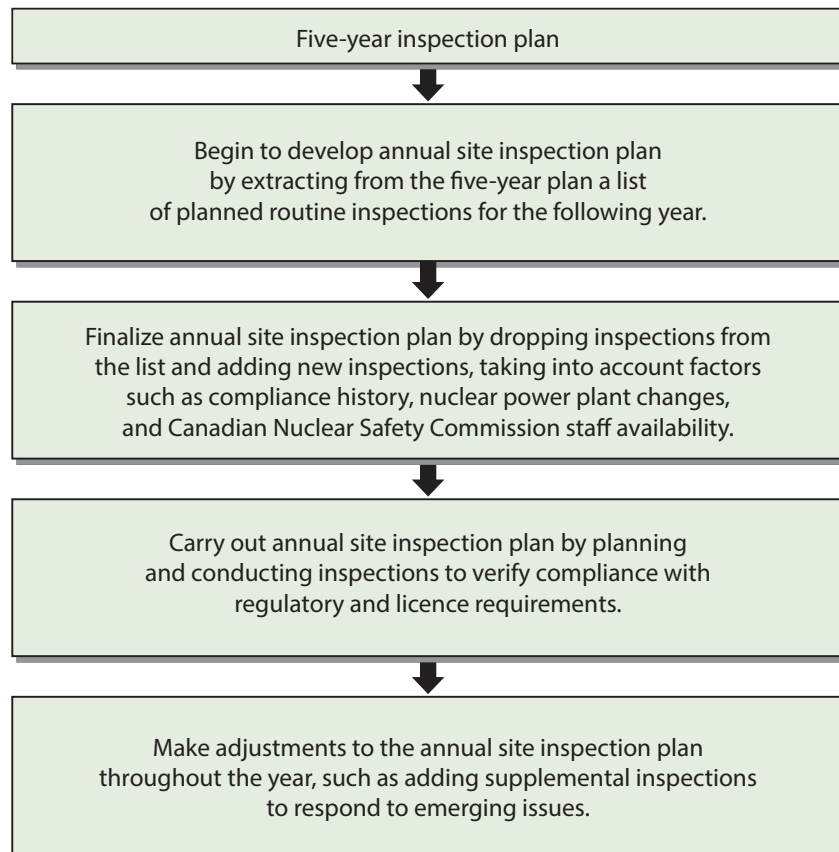 Five-year inspection plan
Begin to develop annual site inspection plan
by extracting from the five-year plan a list
of planned routine inspections for the following year.
Finalize annual site inspection plan by dropping inspections from
the list and adding new inspections, taking into account factors
such as compliance history, nuclear power plant changes,
and Canadian Nuclear Safety Commission staff availability.
Carry out annual site inspection plan by planning
and conducting inspections to verify compliance with
regulatory and licence requirements.
Make adjustments to the annual site inspection plan
throughout the year, such as adding supplemental inspections
to respond to emerging issues.